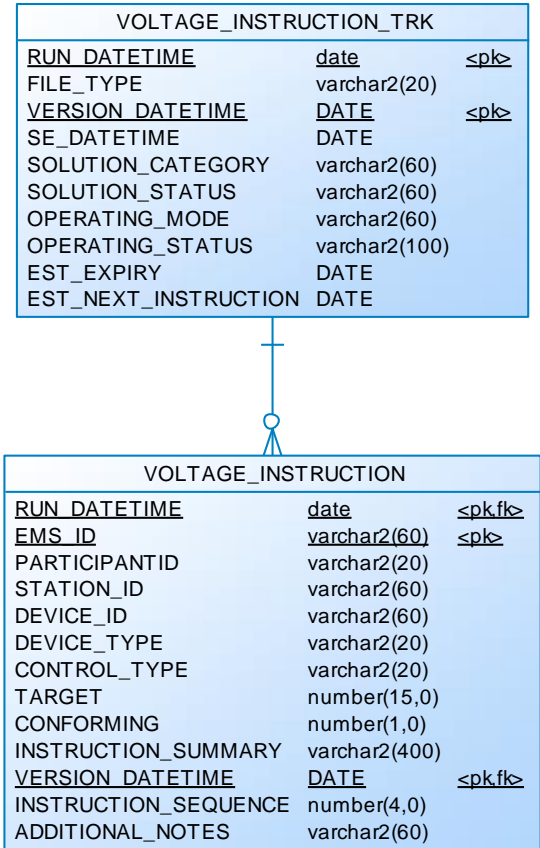 VOLTAGE_INSTRUCTION_TRK
RUN_DATETIME date <pk>
FILE_TYPE varchar2(20)
VERSION_DATETIME DATE <pk>
SE_DATETIME DATE
SOLUTION_CATEGORY varchar2(60)
SOLUTION_STATUS varchar2(60)
OPERATING_MODE varchar2(60)
OPERATING_STATUS varchar2(100)
EST_EXPIRY DATE
EST_NEXT_INSTRUCTION DATE
VOLTAGE_INSTRUCTION
RUN_DATETIME date <pk,fk>
EMS_ID varchar2(60) <pk>
PARTICIPANTID varchar2(20)
STATION_ID varchar2(60)
DEVICE_ID varchar2(60)
DEVICE_TYPE varchar2(20)
CONTROL_TYPE varchar2(20)
TARGET number(15,0)
CONFORMING number(1,0)
INSTRUCTION_SUMMARY varchar2(400)
VERSION_DATETIME DATE <pk,fk>
INSTRUCTION_SEQUENCE number(4,0)
ADDITIONAL_NOTES varchar2(60)